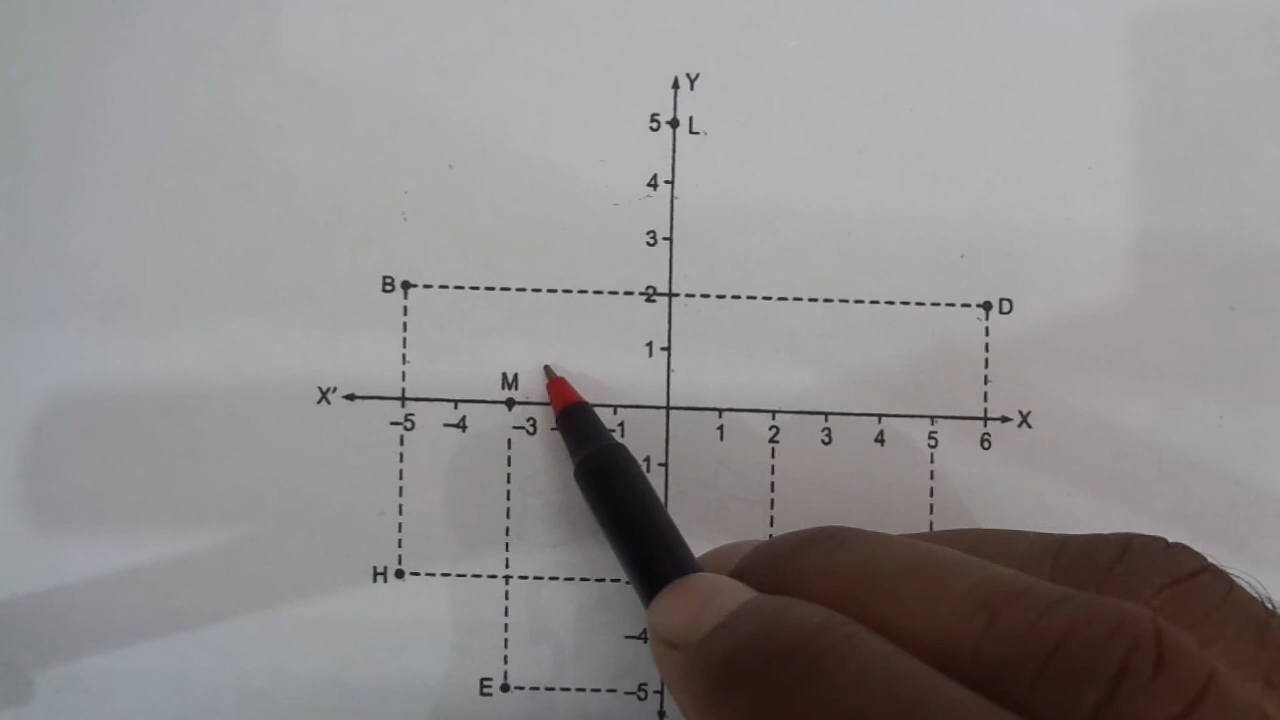 Y
5 L
4
3
B 2 D
1
M
X' X
–5 –4 –3 –1 1 2 3 4 5 6
1
H
–4
E –5